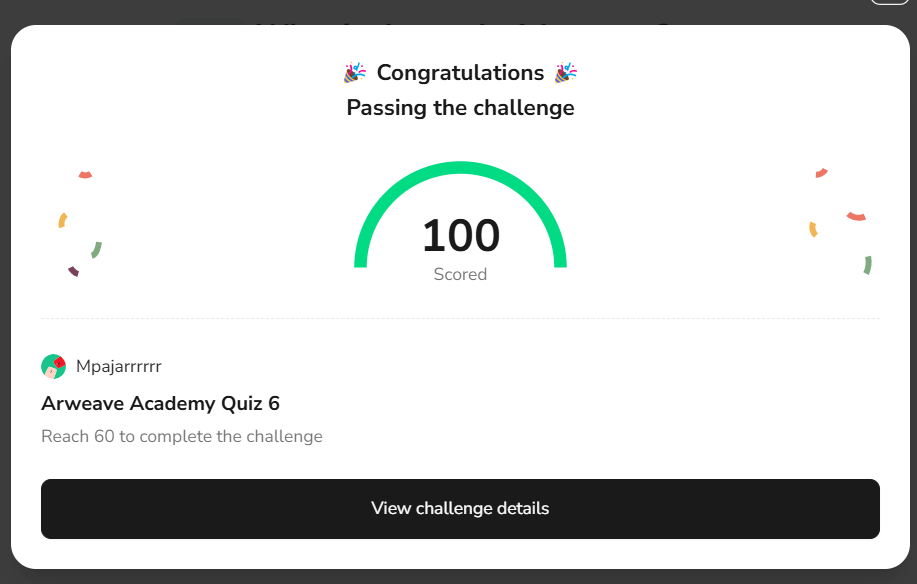 🎉 Congratulations 🎉
Passing the challenge
100
Scored
Mpajarrrrrr
Arweave Academy Quiz 6
Reach 60 to complete the challenge
View challenge details